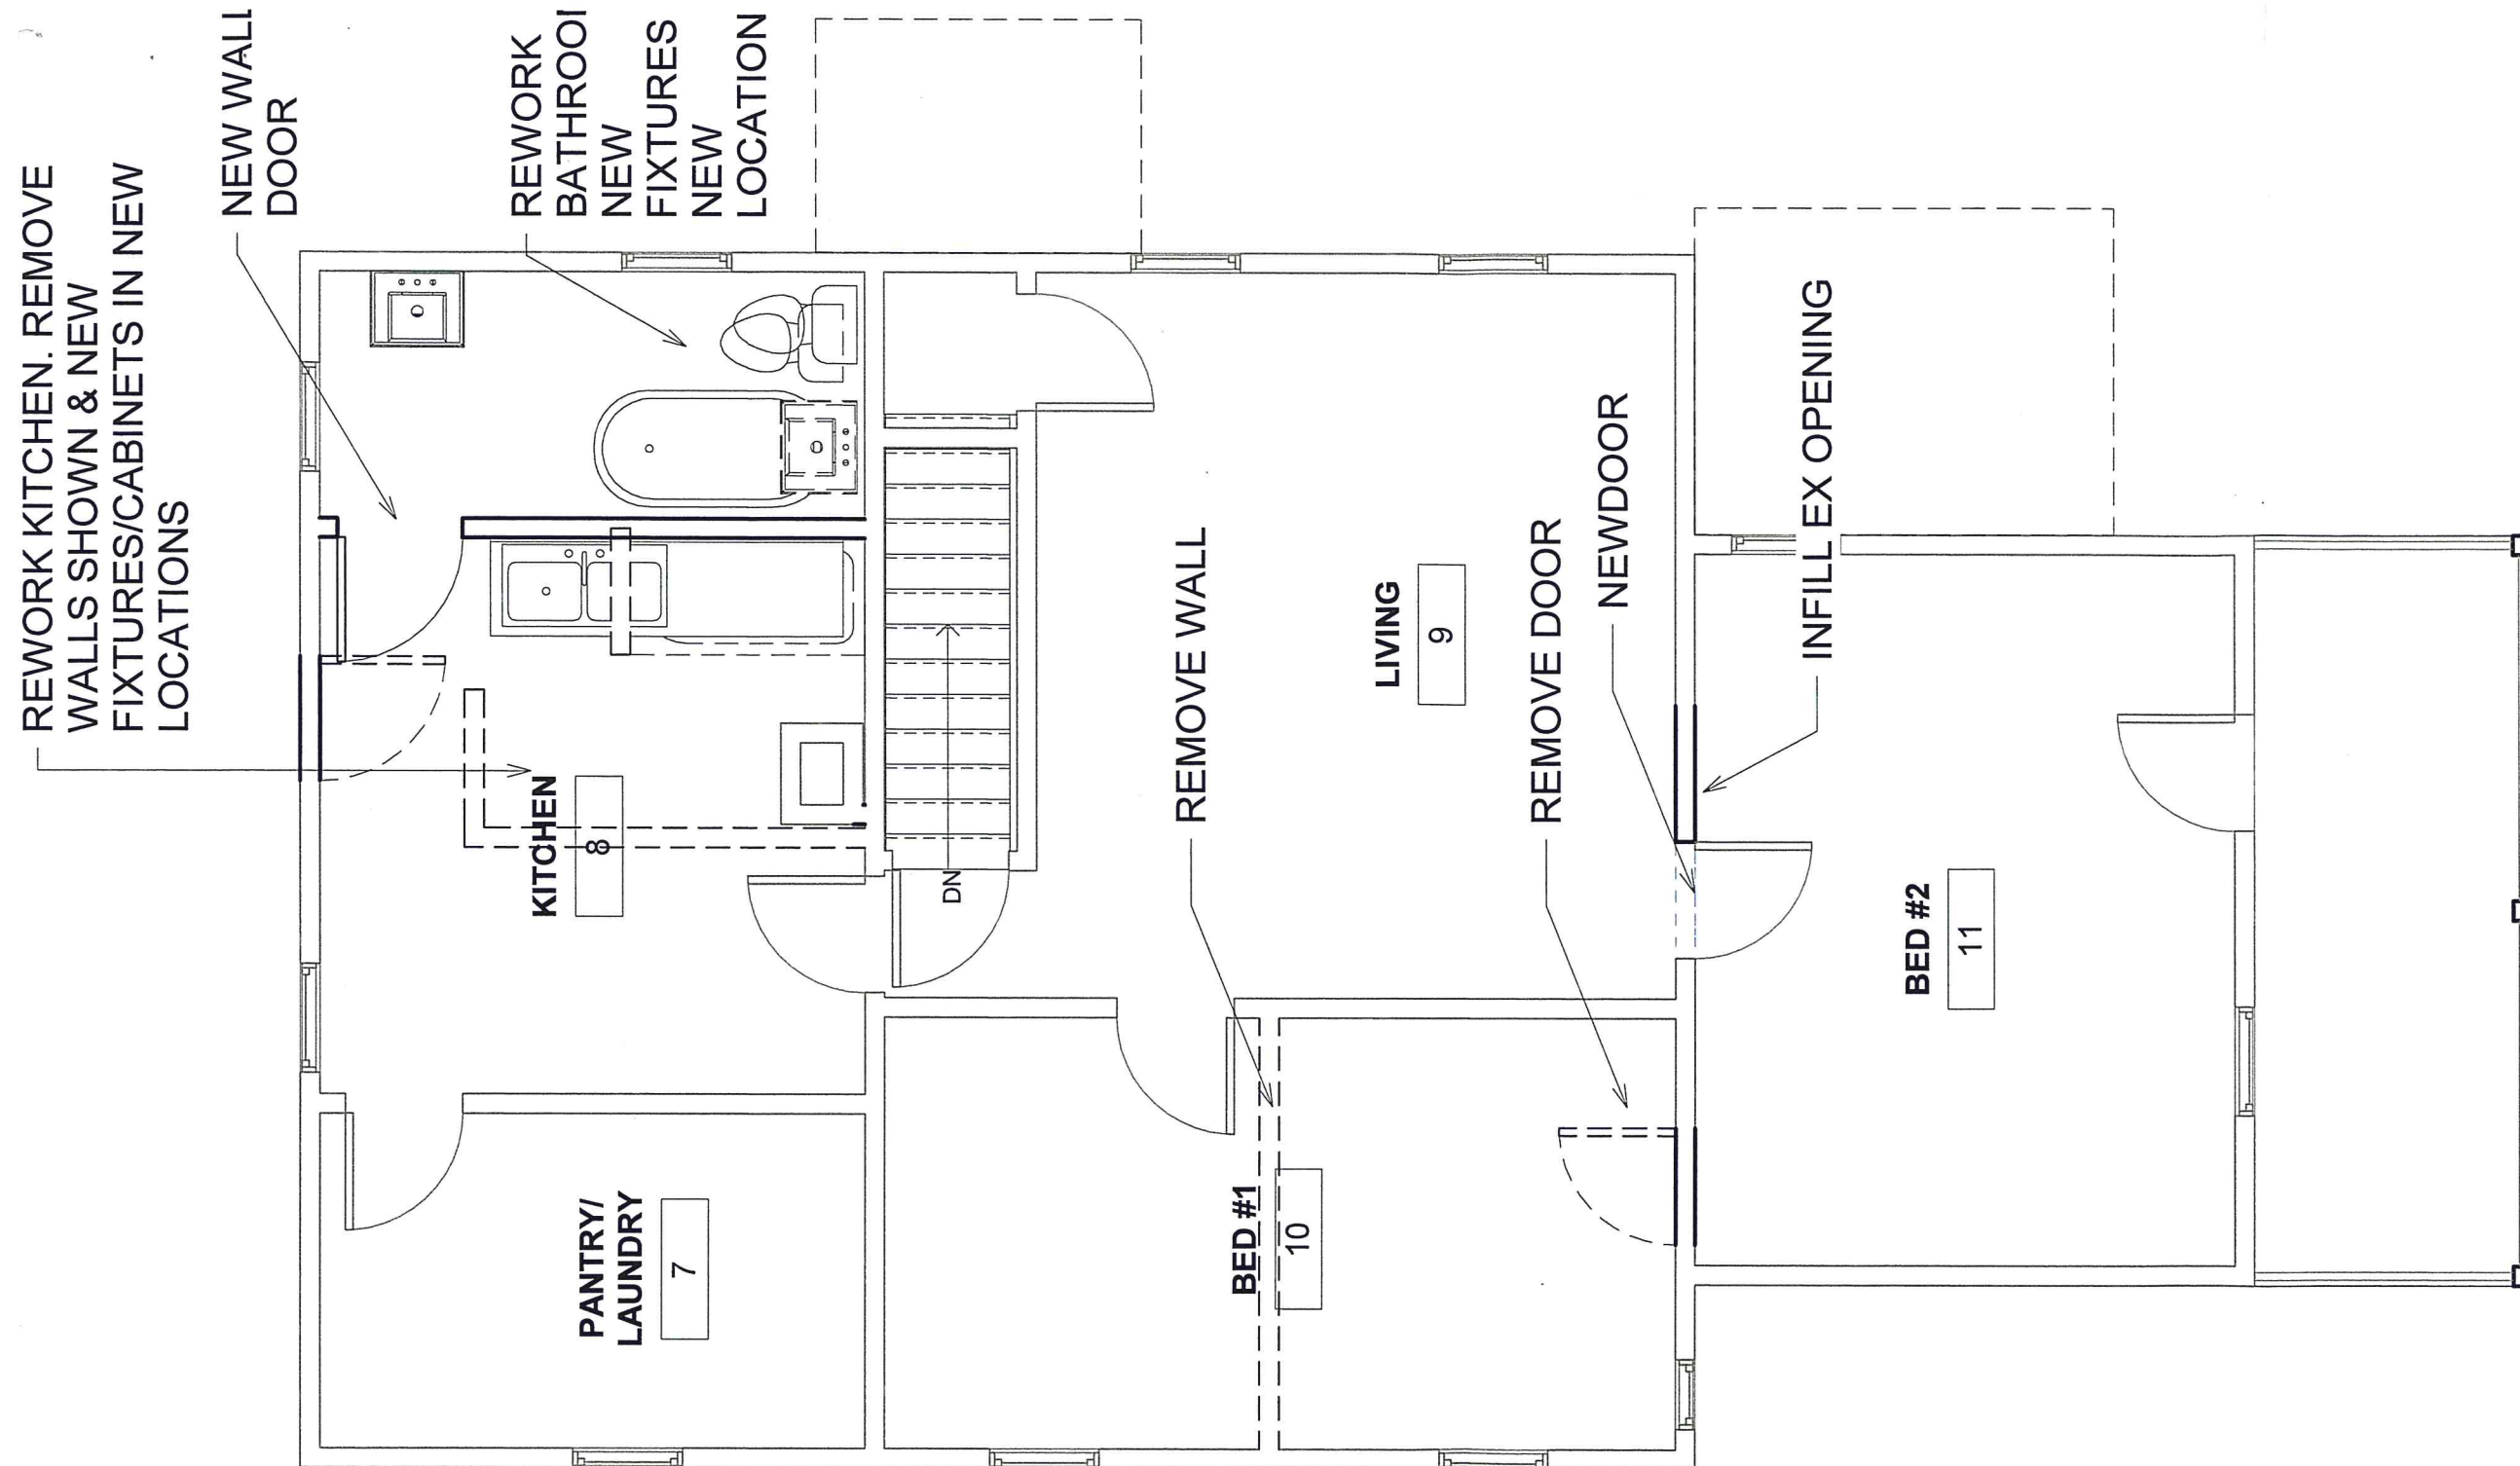 REWORK KITCHEN. REMOVE
WALLS SHOWN & NEW
FIXTURES/CABINETS IN NEW
LOCATIONS
NEW WALL
DOOR
REWORK
BATHROO
NEW
FIXTURES
NEW
LOCATION
KITCHEN
8
PANTRY/
LAUNDRY
7
DN
REMOVE WALL
BED #1
10
LIVING
9
REMOVE DOOR
NEWDOOR
INFILL EX OPENING
BED #2
11